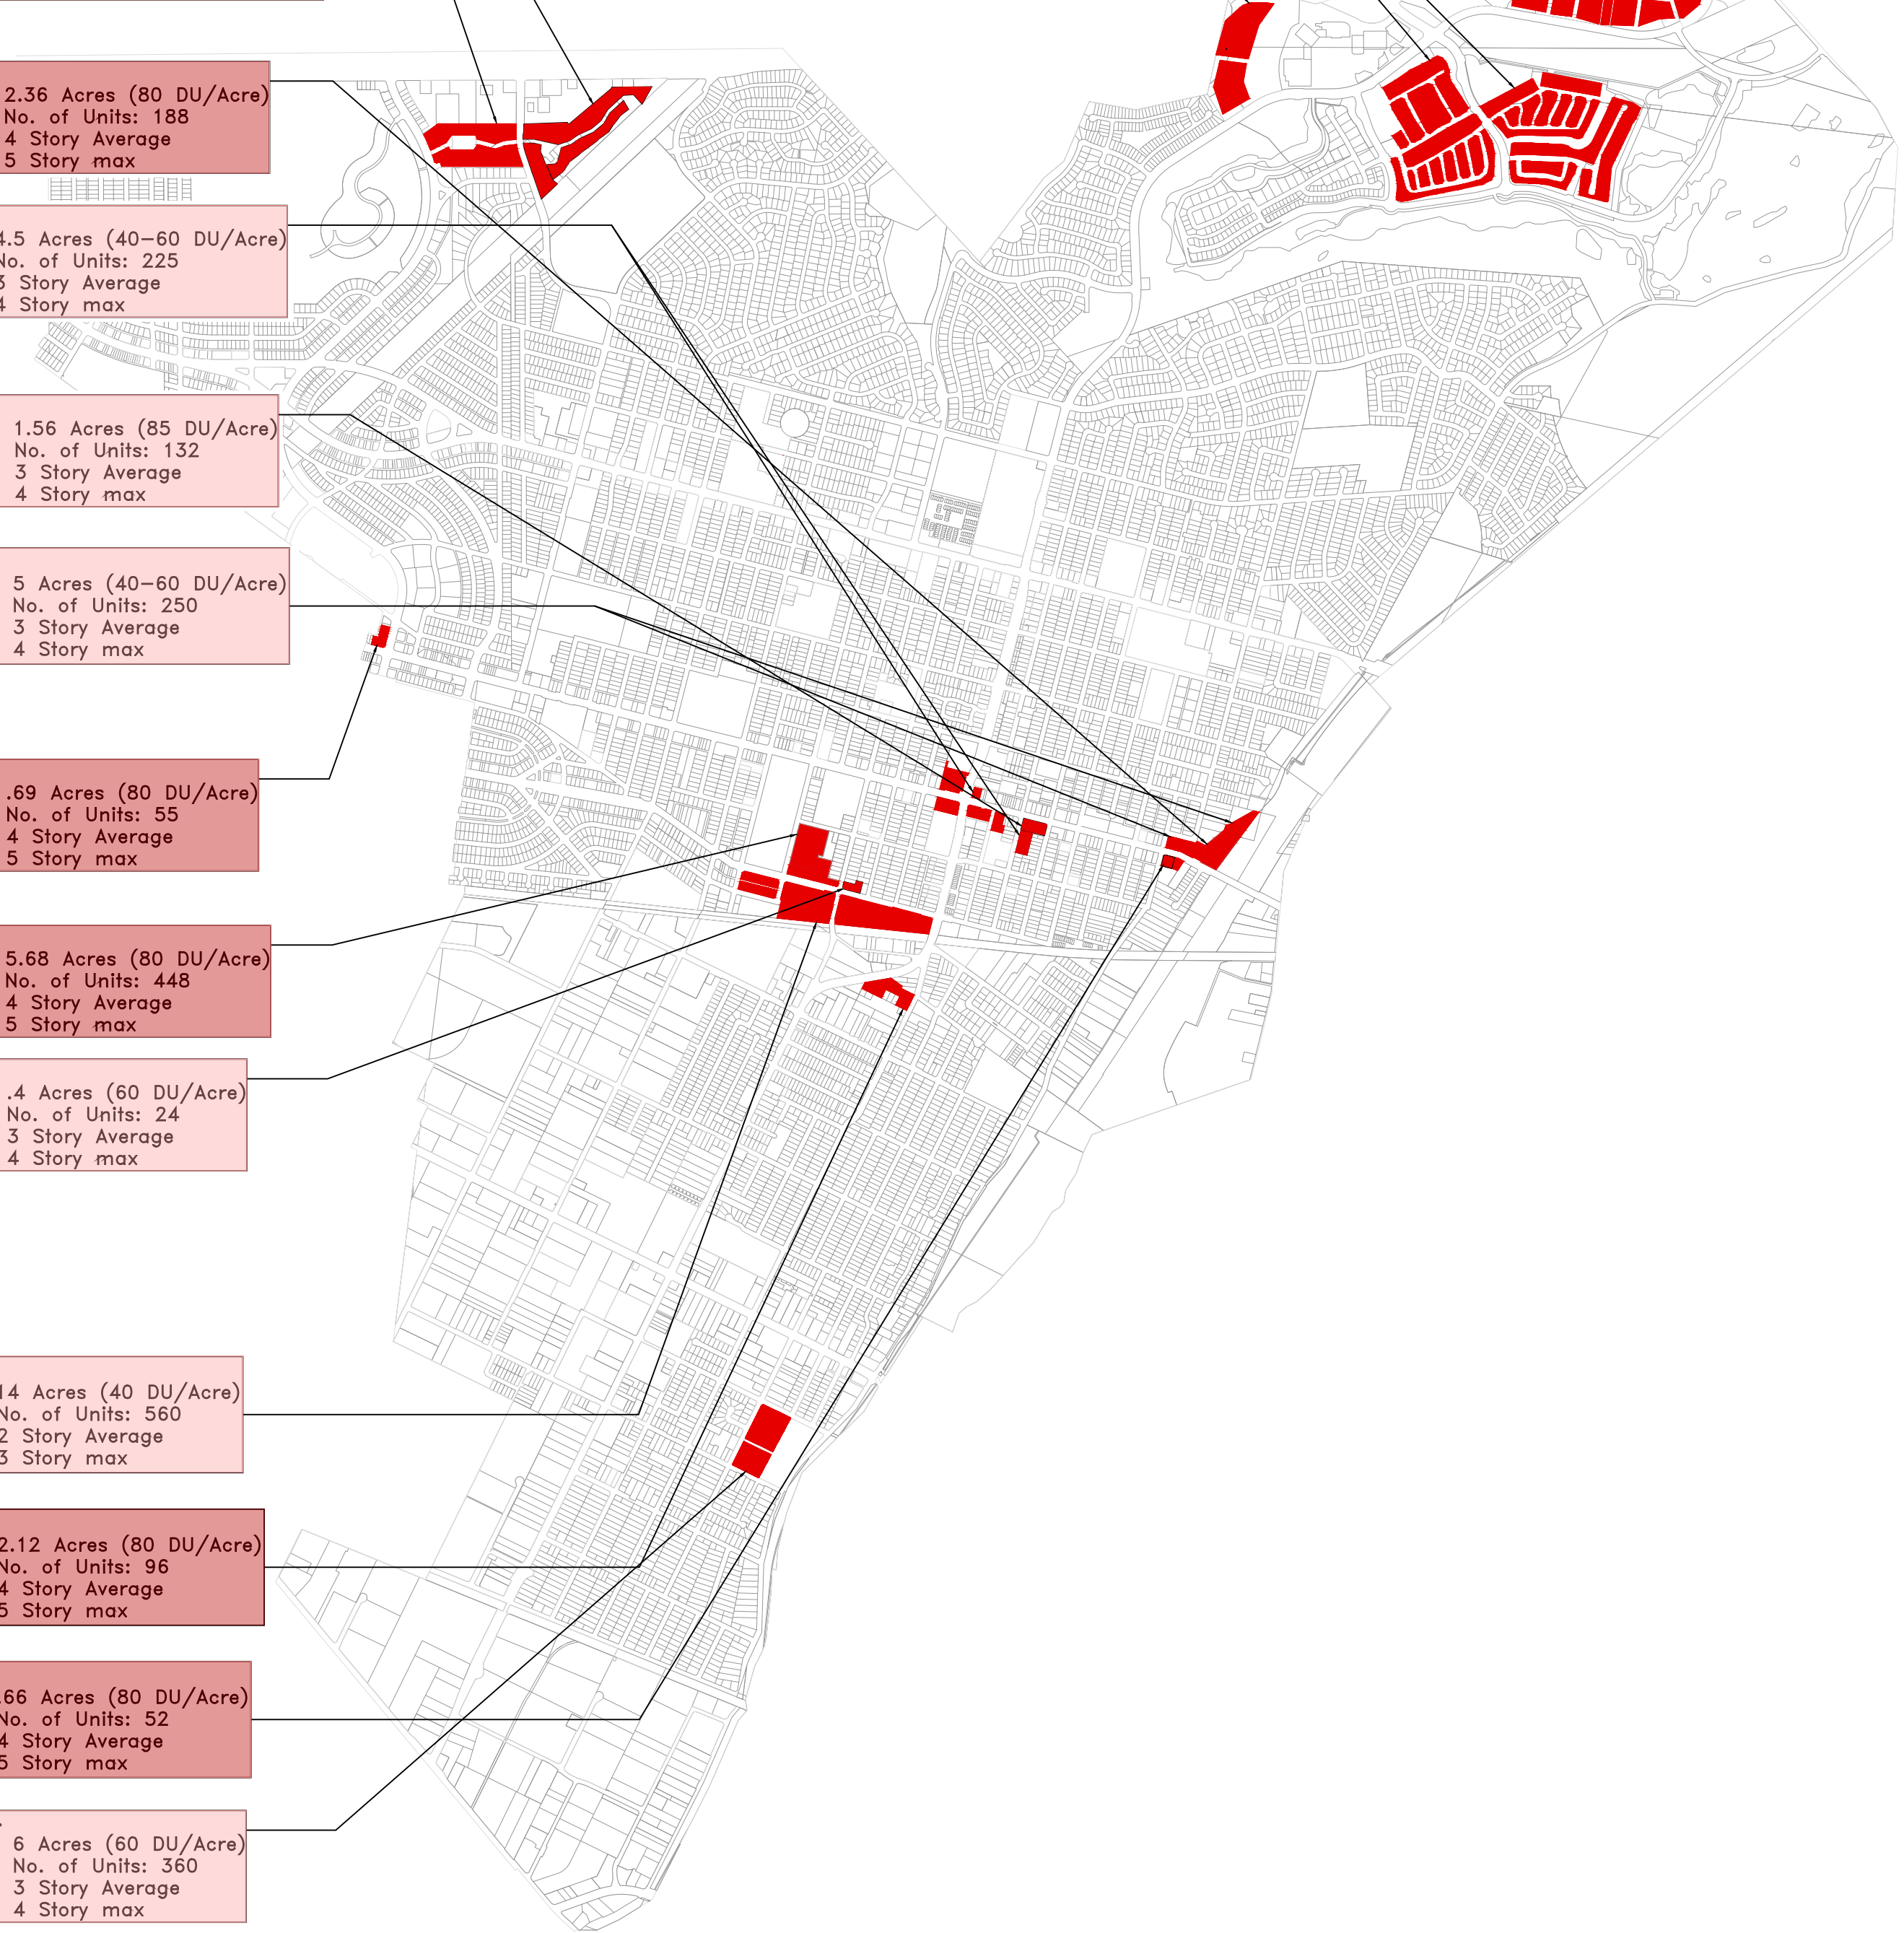 2.36 Acres (80 DU/Acre)
No. of Units: 188
4 Story Average
5 Story max
4.5 Acres (40-60 DU/Acre)
No. of Units: 225
3 Story Average
4 Story max
1.56 Acres (85 DU/Acre)
No. of Units: 132
3 Story Average
4 Story max
5 Acres (40-60 DU/Acre)
No. of Units: 250
3 Story Average
4 Story max
.69 Acres (80 DU/Acre)
No. of Units: 55
4 Story Average
5 Story max
5.68 Acres (80 DU/Acre)
No. of Units: 448
4 Story Average
5 Story max
.4 Acres (60 DU/Acre)
No. of Units: 24
3 Story Average
4 Story max
14 Acres (40 DU/Acre)
No. of Units: 560
2 Story Average
3 Story max
2.12 Acres (80 DU/Acre)
No. of Units: 96
4 Story Average
5 Story max
.66 Acres (80 DU/Acre)
No. of Units: 52
4 Story Average
5 Story max
6 Acres (60 DU/Acre)
No. of Units: 360
3 Story Average
4 Story max